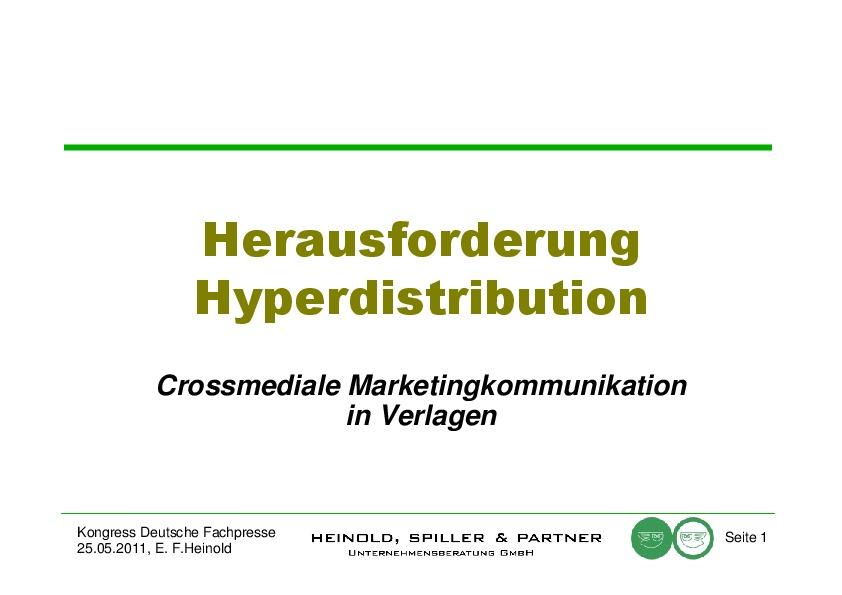 Herausforderung
Hyperdistribution
Crossmediale Marketingkommunikation
in Verlagen
Kongress Deutsche Fachpresse
25.05.2011, E. F.Heinold
HEINOLD, SPILLER & PARTNER
UNTERNEHMENSBERATUNG GMBH
Seite 1